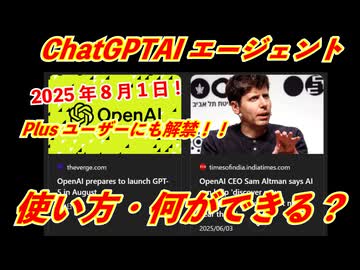 ChatGPTAIエージェント
2025年8月1日!
OpenAI
Plusユーザーにも解禁!!
theverge.com
OpenAI prepares to launch GPT-
5 in August
timesofindia.indiatimes.com
OpenAI CEO Sam Altman says AI
2025/06/03
使い方・何ができる?